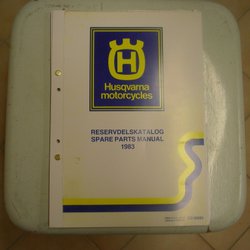 Husqvarna
motorcycles
RESERVDELSKATALOG
SPARE PARTS MANUAL
1983